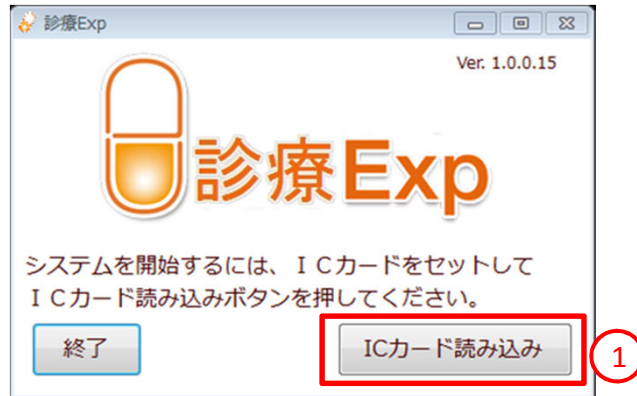 診療Exp
Ver. 1.0.0.15
診療Exp
システムを開始するには、ＩＣカードをセットして
ＩＣカード読み込みボタンを押してください。
終了
ICカード読み込み
1